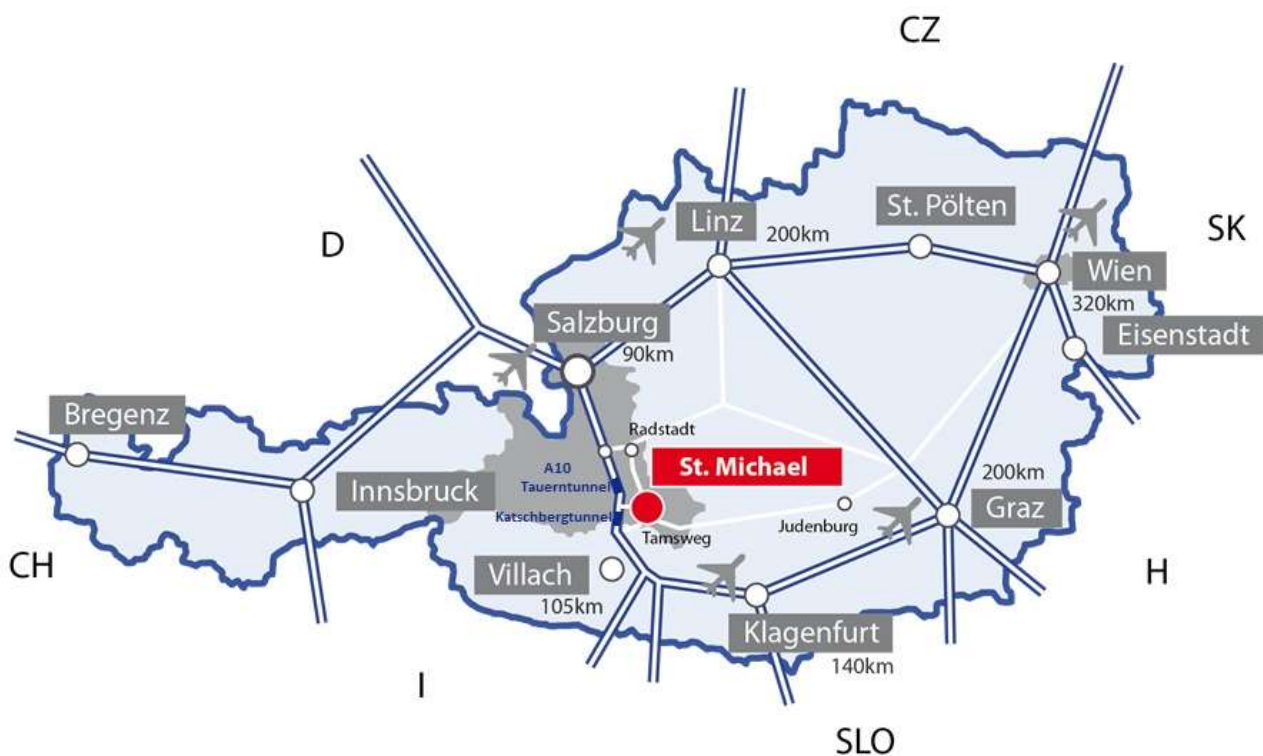 CZ
D
Linz
200km
St. Pölten
SK
Wien
320km
Salzburg
90km
Eisenstadt
Bregenz
Radstadt
St. Michael
A10
Tauerntunnel
Innsbruck
200km
Graz
Katschbergtunnel
Tamsweg
Judenburg
CH
Villach
105km
H
Klagenfurt
140km
I
SLO